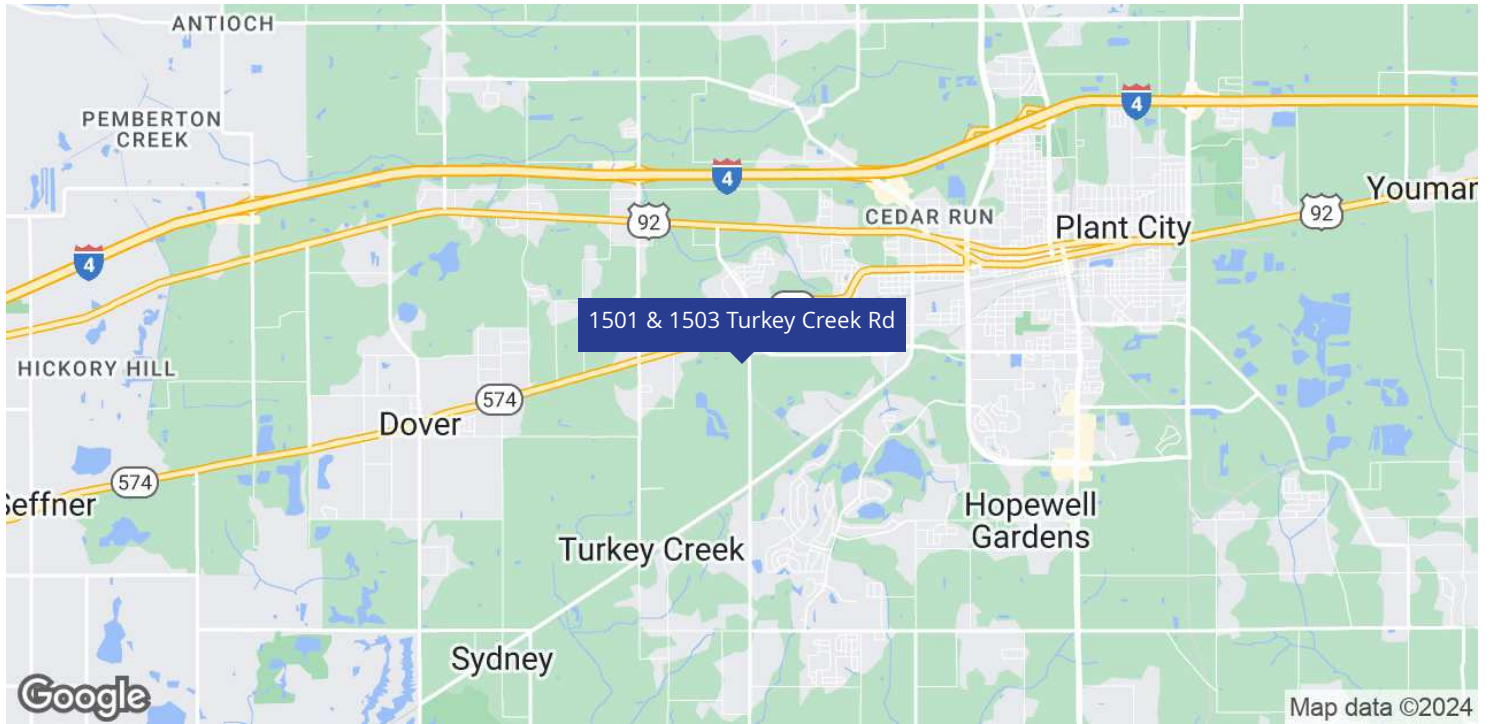 ANTIOCH
PEMBERTON
CREEK
4
4
92
CEDAR RUN
Plant City
92
Youmar
4
1501 & 1503 Turkey Creek Rd
HICKORY HILL
574
Dover
574
Seffner
Hopewell
Gardens
Turkey Creek
Sydney
Google
Map data ©2024